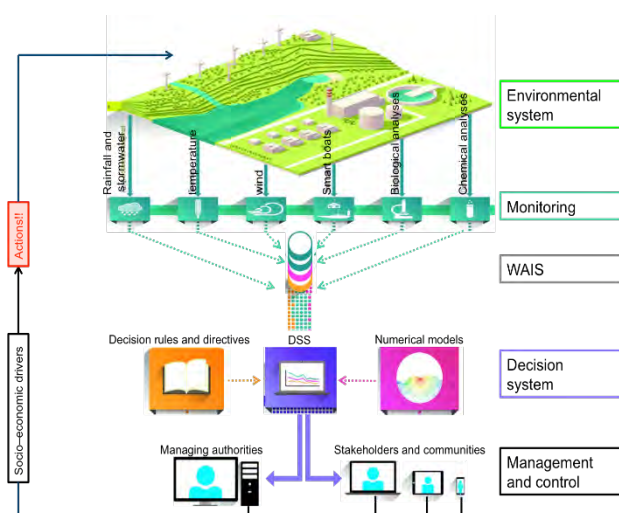 Environmental
system
Rainfall and
stormwater
Temperature
wind
Smart boats
Biological analyses
Chemical analyses
Monitoring
Actions!!
WAIS
Decision rules and directives
DSS
Numerical models
Decision
system
Socio-economic drivers
Managing authorities
Stakeholders and communities
Management
and control